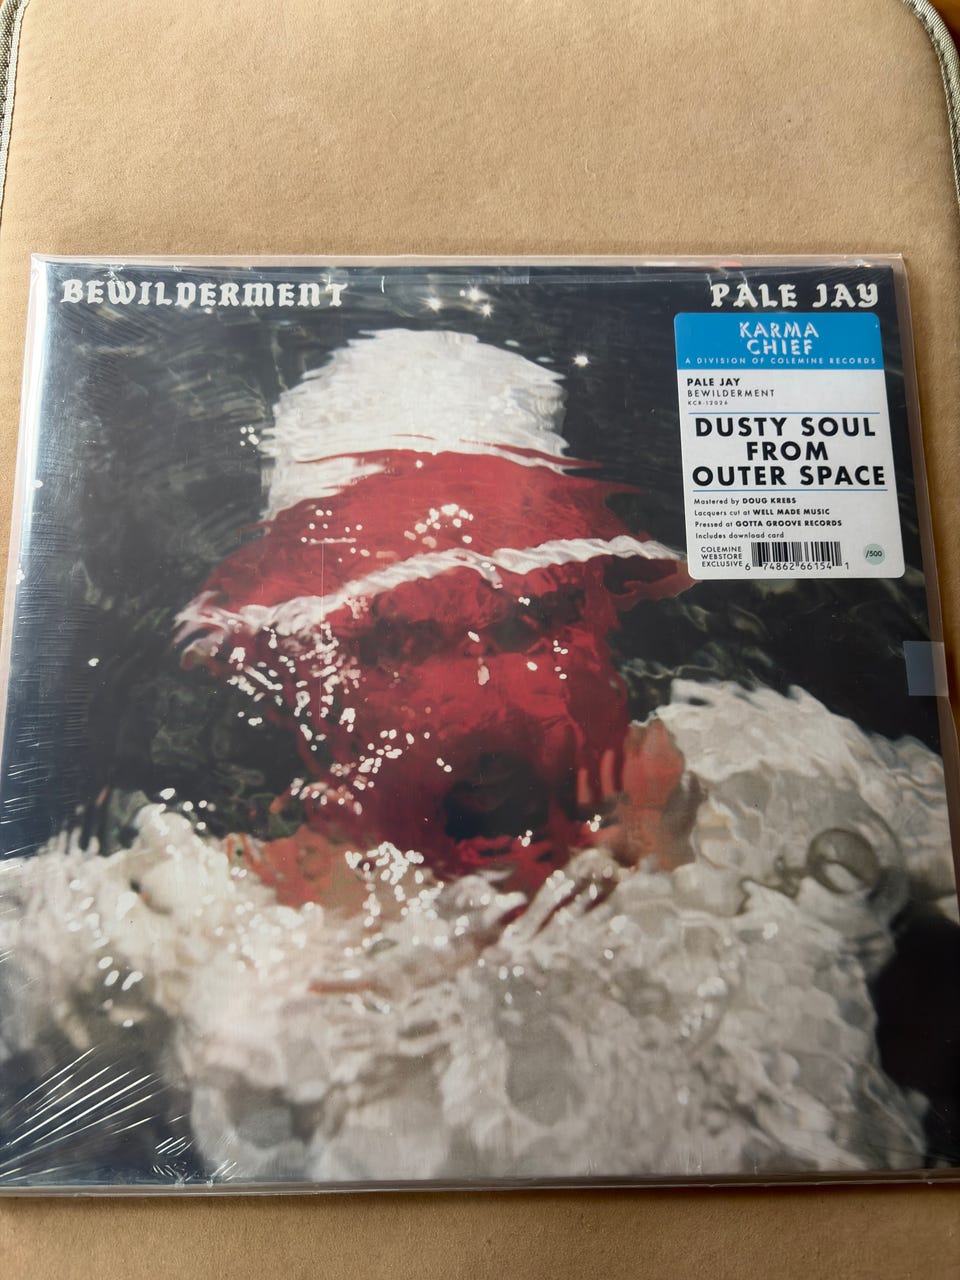 BEWILDERMENT
PALE JAY
KARMA
CHIEF
A DIVISION OF COLEMINE RECORDS
PALE JAY
BEWILDERMENT
KCR-12026
DUSTY SOUL
FROM
OUTER SPACE
Mastered by DOUG KREBS
Lacquers cut at WELL MADE MUSIC
Pressed at GOTTA GROOVE RECORDS
Includes download card
COLEMINE
WEBSTORE
EXCLUSIVE
/500
6 74862 66154 1